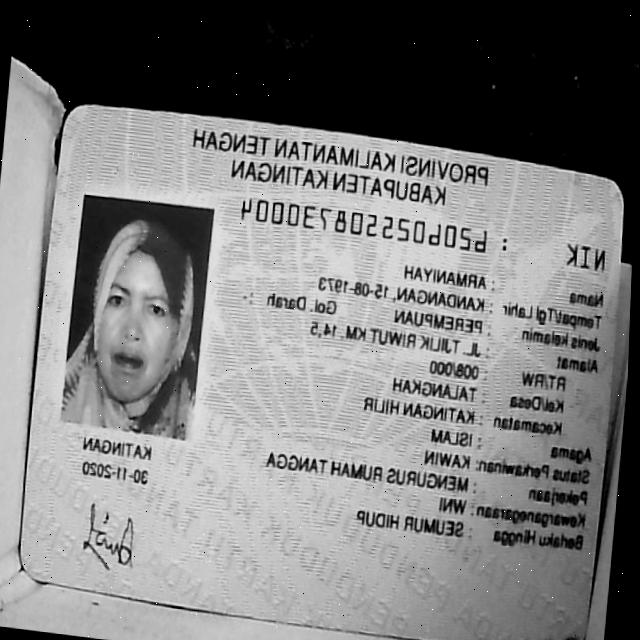 PROVINSI KALIMANTAN TENGAH
KABUPATEN KATINGAN
NIK : 6206025508730004
Nama : ARMANIYAH
Tempat/Tgl Lahir : KANDANGAN, 15-08-1973
Jenis kelamin : PEREMPUAN Gol. Darah :-
Alamat : JL. TJILIK RIWUT KM. 14,5
RT/RW : 008/000
Kel/Desa : TALANGKAH
Kecamatan : KATINGAN HILIR
Agama : ISLAM
Status Perkawinan: KAWIN
Pekerjaan : MENGURUS RUMAH TANGGA
Kewarganegaraan: WNI
Berlaku Hingga : SEUMUR HIDUP
KATINGAN
30-11-2020